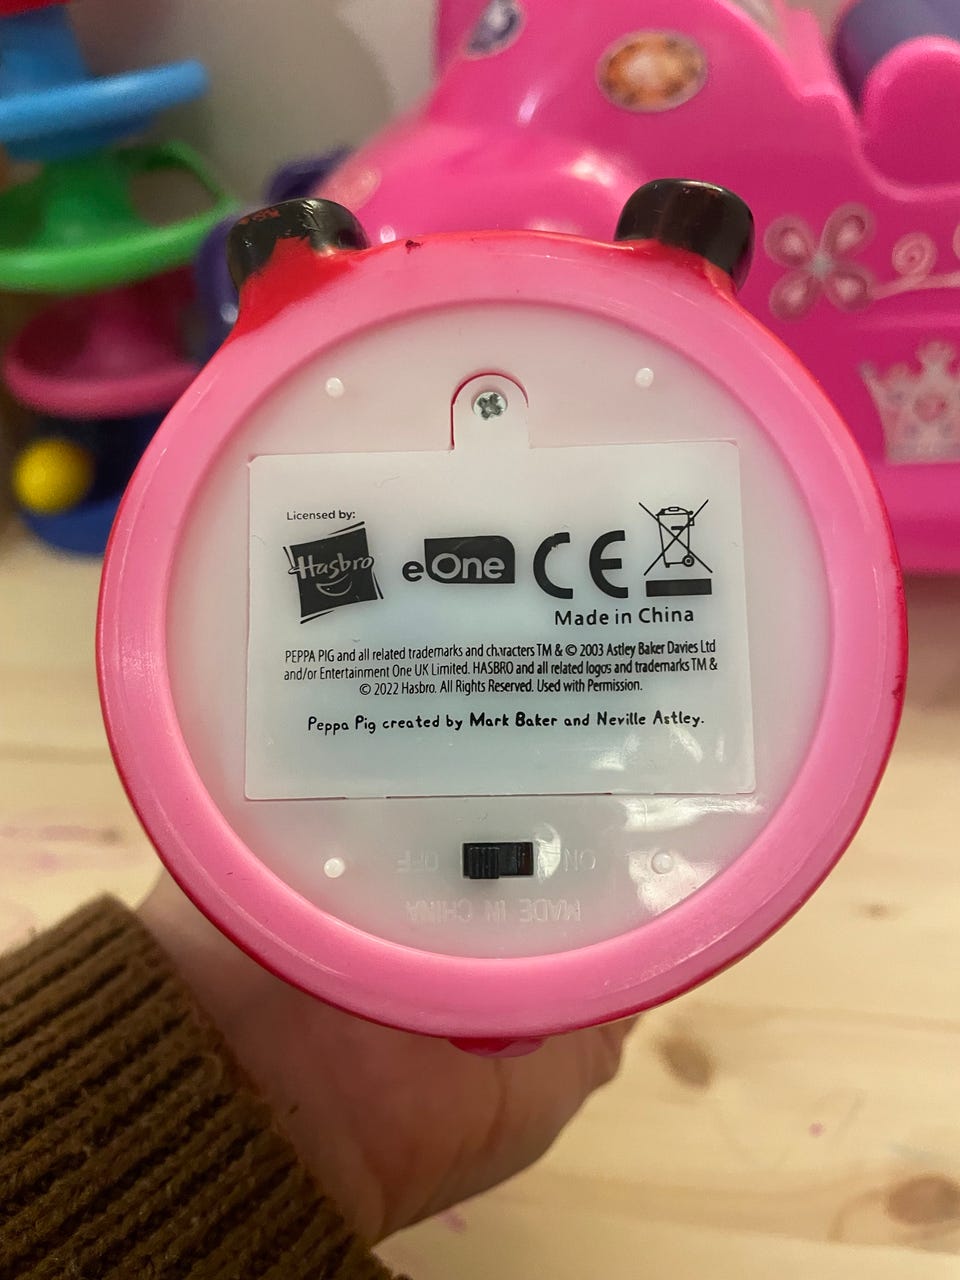 Licensed by:
Hasbro
eOne
CE
Made in China
PEPPA PIG and all related trademarks and characters TM & © 2003 Astley Baker Davies Ltd
and/or Entertainment One UK Limited. HASBRO and all related logos and trademarks TM &
© 2022 Hasbro. All Rights Reserved. Used with Permission.
Peppa Pig created by Mark Baker and Neville Astley.
OFF ON
MADE IN CHINA